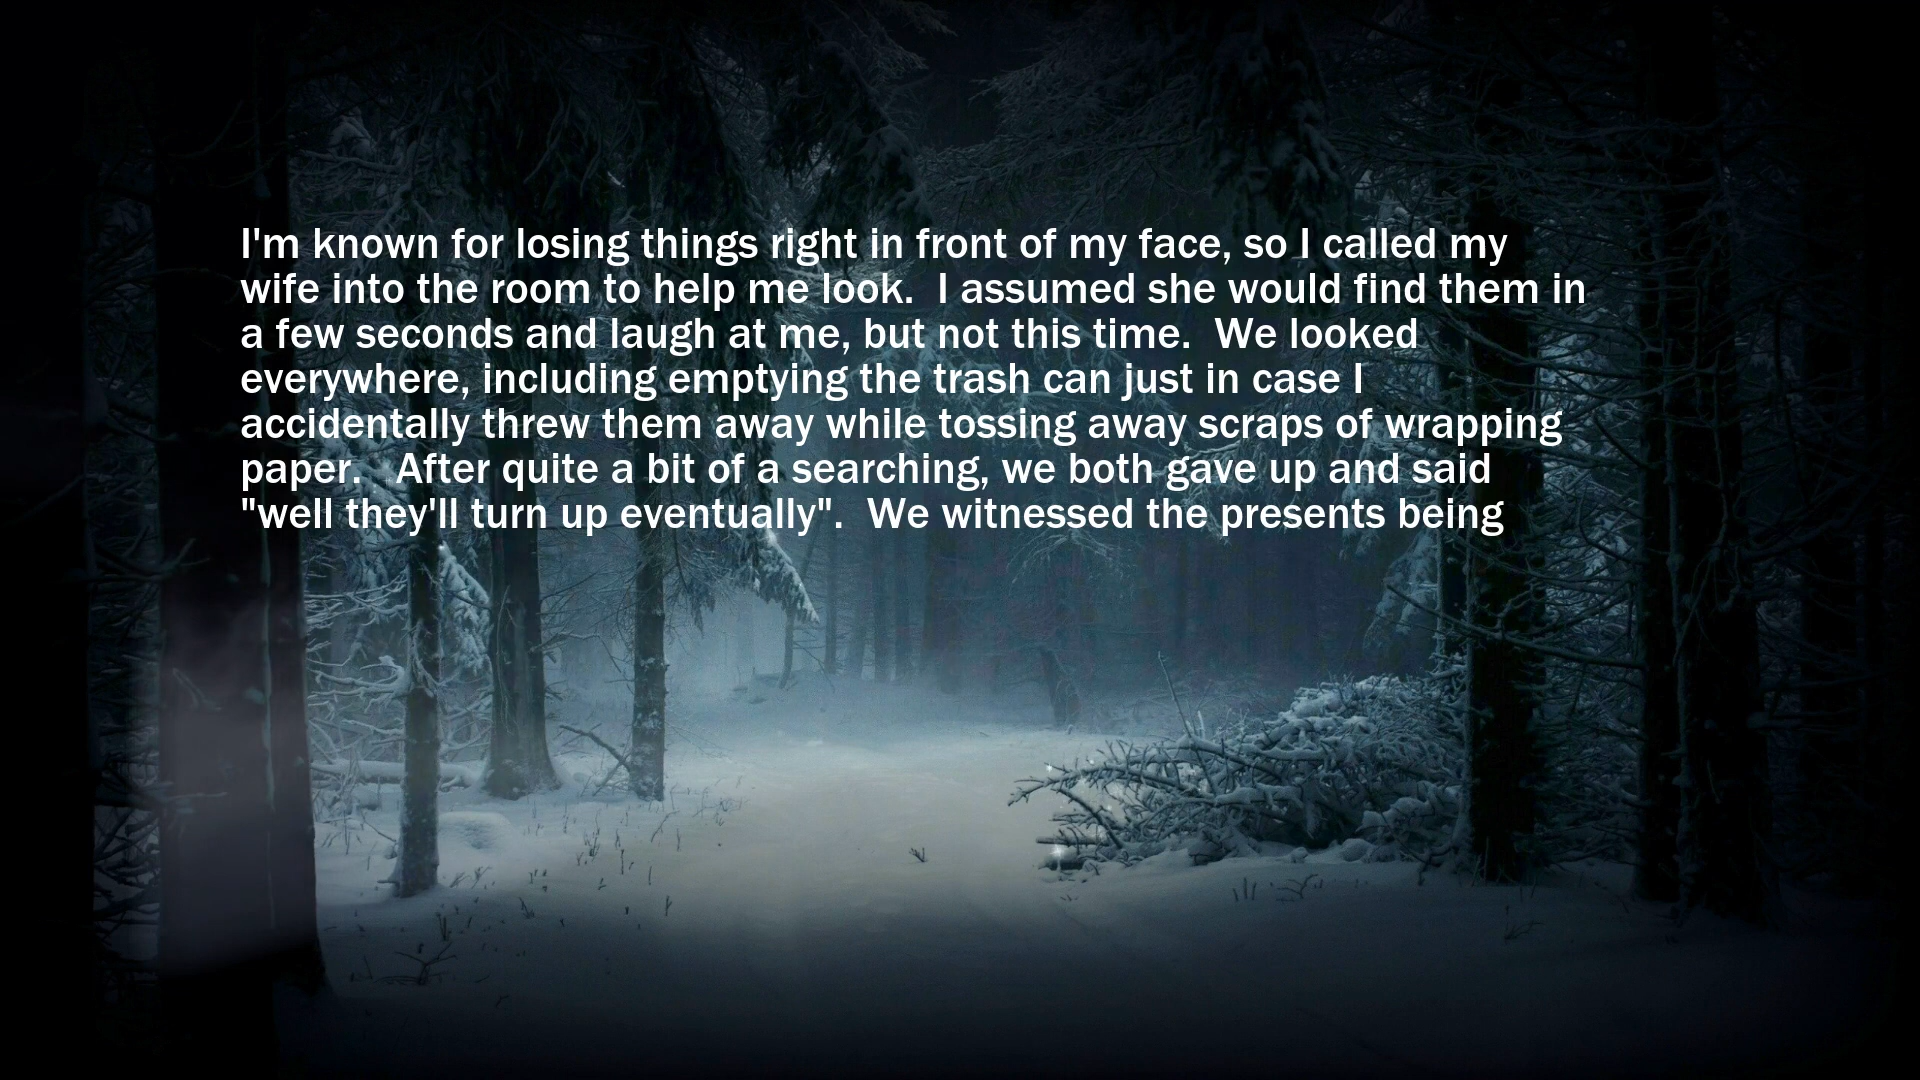 I'm known for losing things right in front of my face, so I called my
wife into the room to help me look.  I assumed she would find them in
a few seconds and laugh at me, but not this time.  We looked
everywhere, including emptying the trash can just in case I
accidentally threw them away while tossing away scraps of wrapping
paper.   After quite a bit of a searching, we both gave up and said
"well they'll turn up eventually".  We witnessed the presents being